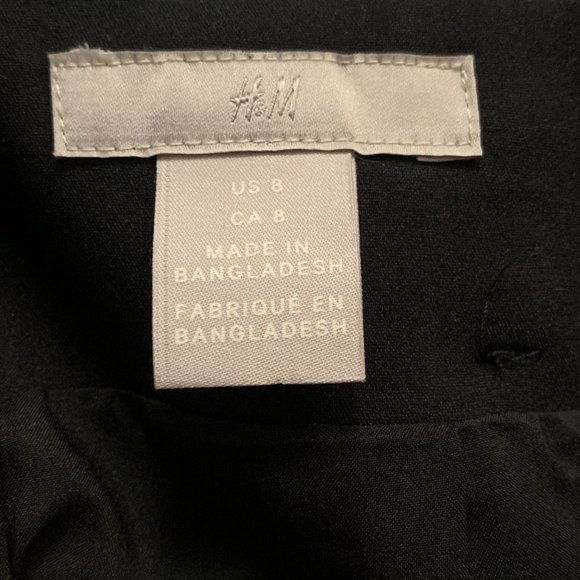 H&M
US 8
CA 8
MADE IN
BANGLADESH
FABRIQUÉ EN
BANGLADESH